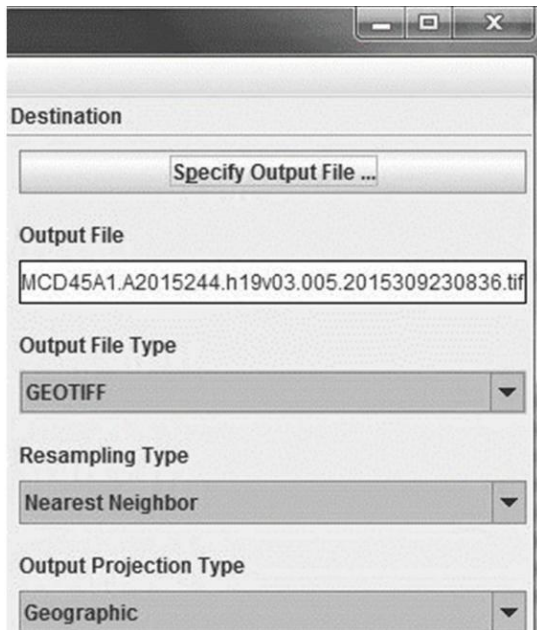 Destination
Specify Output File ...
Output File
MCD45A1.A2015244.h19v03.005.2015309230836.tif
Output File Type
GEOTIFF
Resampling Type
Nearest Neighbor
Output Projection Type
Geographic